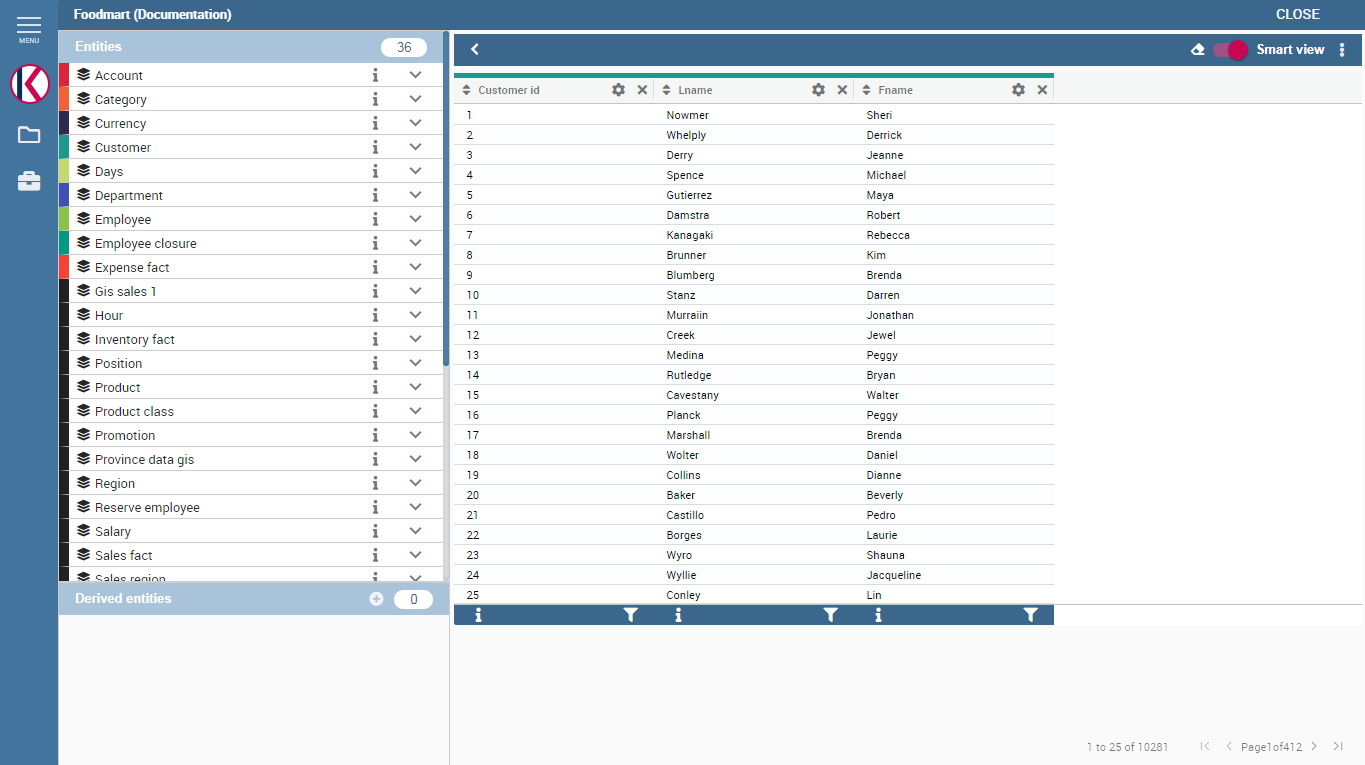 Foodmart (Documentation) CLOSE
MENU
Entities 36
Account
Category
Currency
Customer
Days
Department
Employee
Employee closure
Expense fact
Gis sales 1
Hour
Inventory fact
Position
Product
Product class
Promotion
Province data gis
Region
Reserve employee
Salary
Sales fact
Sales region
Derived entities 0
Smart view
Customer id Lname Fname
1 Nowmer Sheri
2 Whelply Derrick
3 Derry Jeanne
4 Spence Michael
5 Gutierrez Maya
6 Damstra Robert
7 Kanagaki Rebecca
8 Brunner Kim
9 Blumberg Brenda
10 Stanz Darren
11 Murraiin Jonathan
12 Creek Jewel
13 Medina Peggy
14 Rutledge Bryan
15 Cavestany Walter
16 Planck Peggy
17 Marshall Brenda
18 Wolter Daniel
19 Collins Dianne
20 Baker Beverly
21 Castillo Pedro
22 Borges Laurie
23 Wyro Shauna
24 Wyllie Jacqueline
25 Conley Lin
1 to 25 of 10281 Page1of412